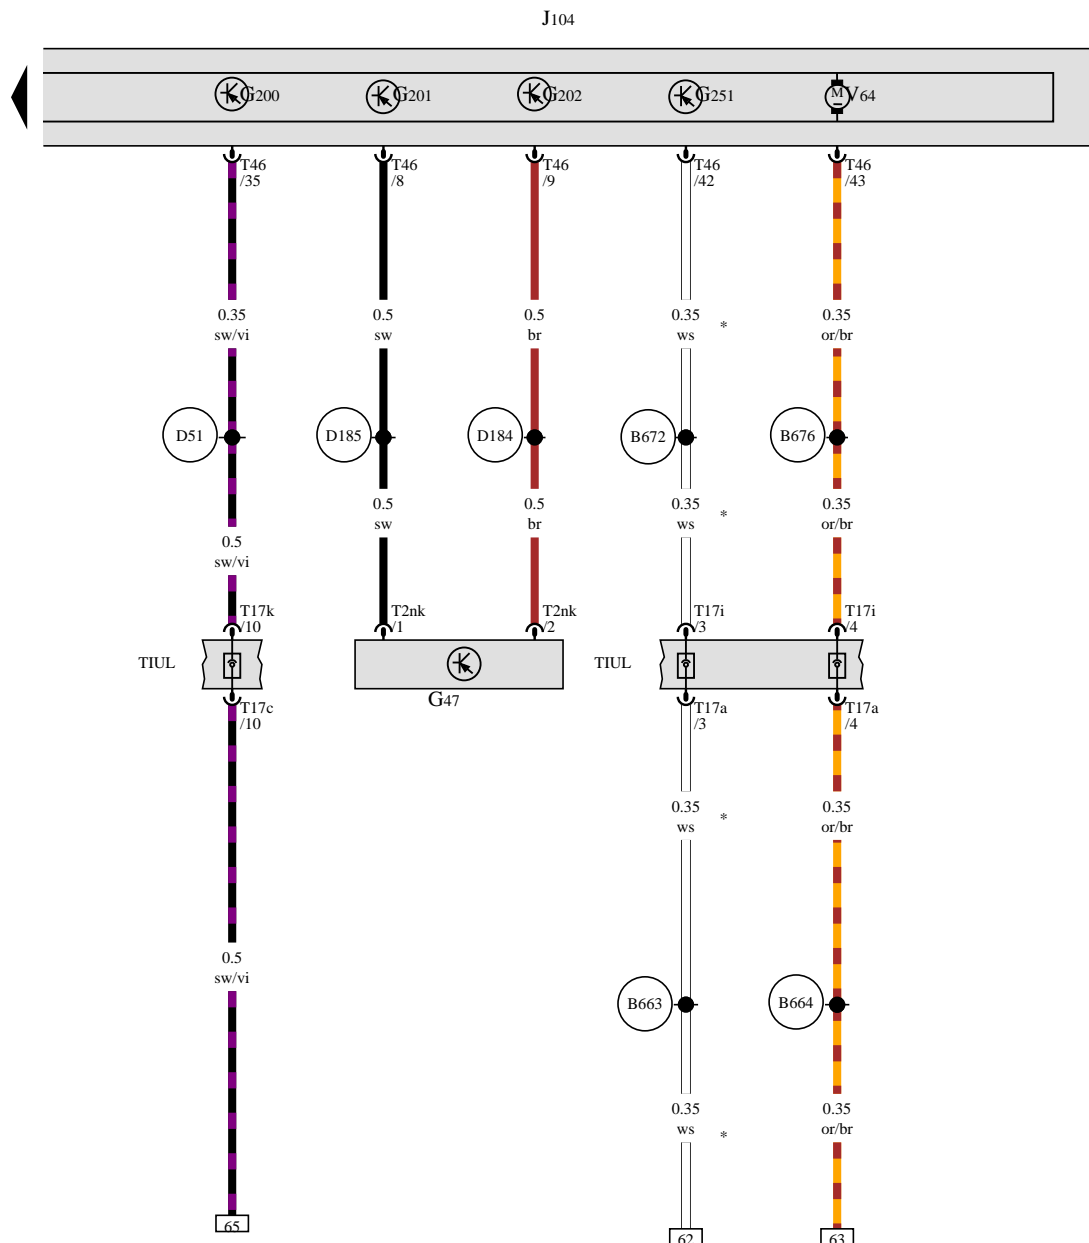 J104
G200 G201 G202 G251 M V64
T46 T46 T46 T46 T46
/35 /8 /9 /42 /43
0.35 0.5 0.5 0.35 0.35
sw/vi sw br ws * or/br
D51 D185 D184 B672 B676
0.5 0.5 0.35 0.35
sw br ws * or/br
0.5
sw/vi
T17k T2nk T2nk T17i T17i
/10 /1 /2 /3 /4
TIUL TIUL
G47
T17c T17a T17a
/10 /3 /4
0.35 0.35
ws * or/br
0.5
sw/vi
B663 B664
0.35 0.35
ws * or/br
65 62 63